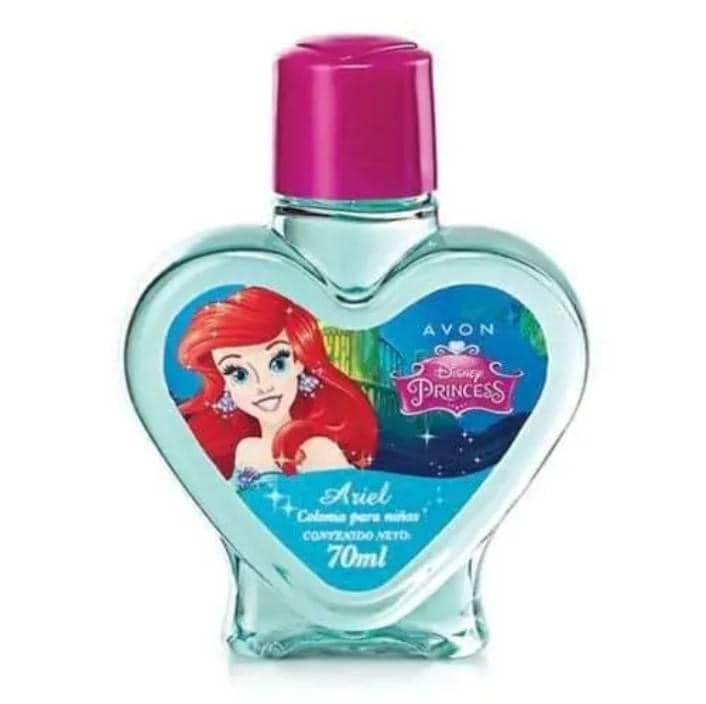 AVON
Disney
PRINCESS
Ariel
Colonia para niñas
CONTENIDO NETO:
70ml